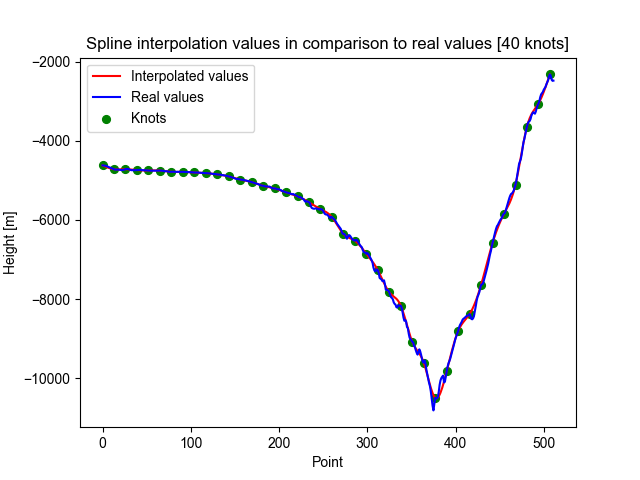 Spline interpolation values in comparison to real values [40 knots]
Interpolated values
Real values
Knots
−2000
−4000
−6000
−8000
−10000
Height [m]
0 100 200 300 400 500
Point